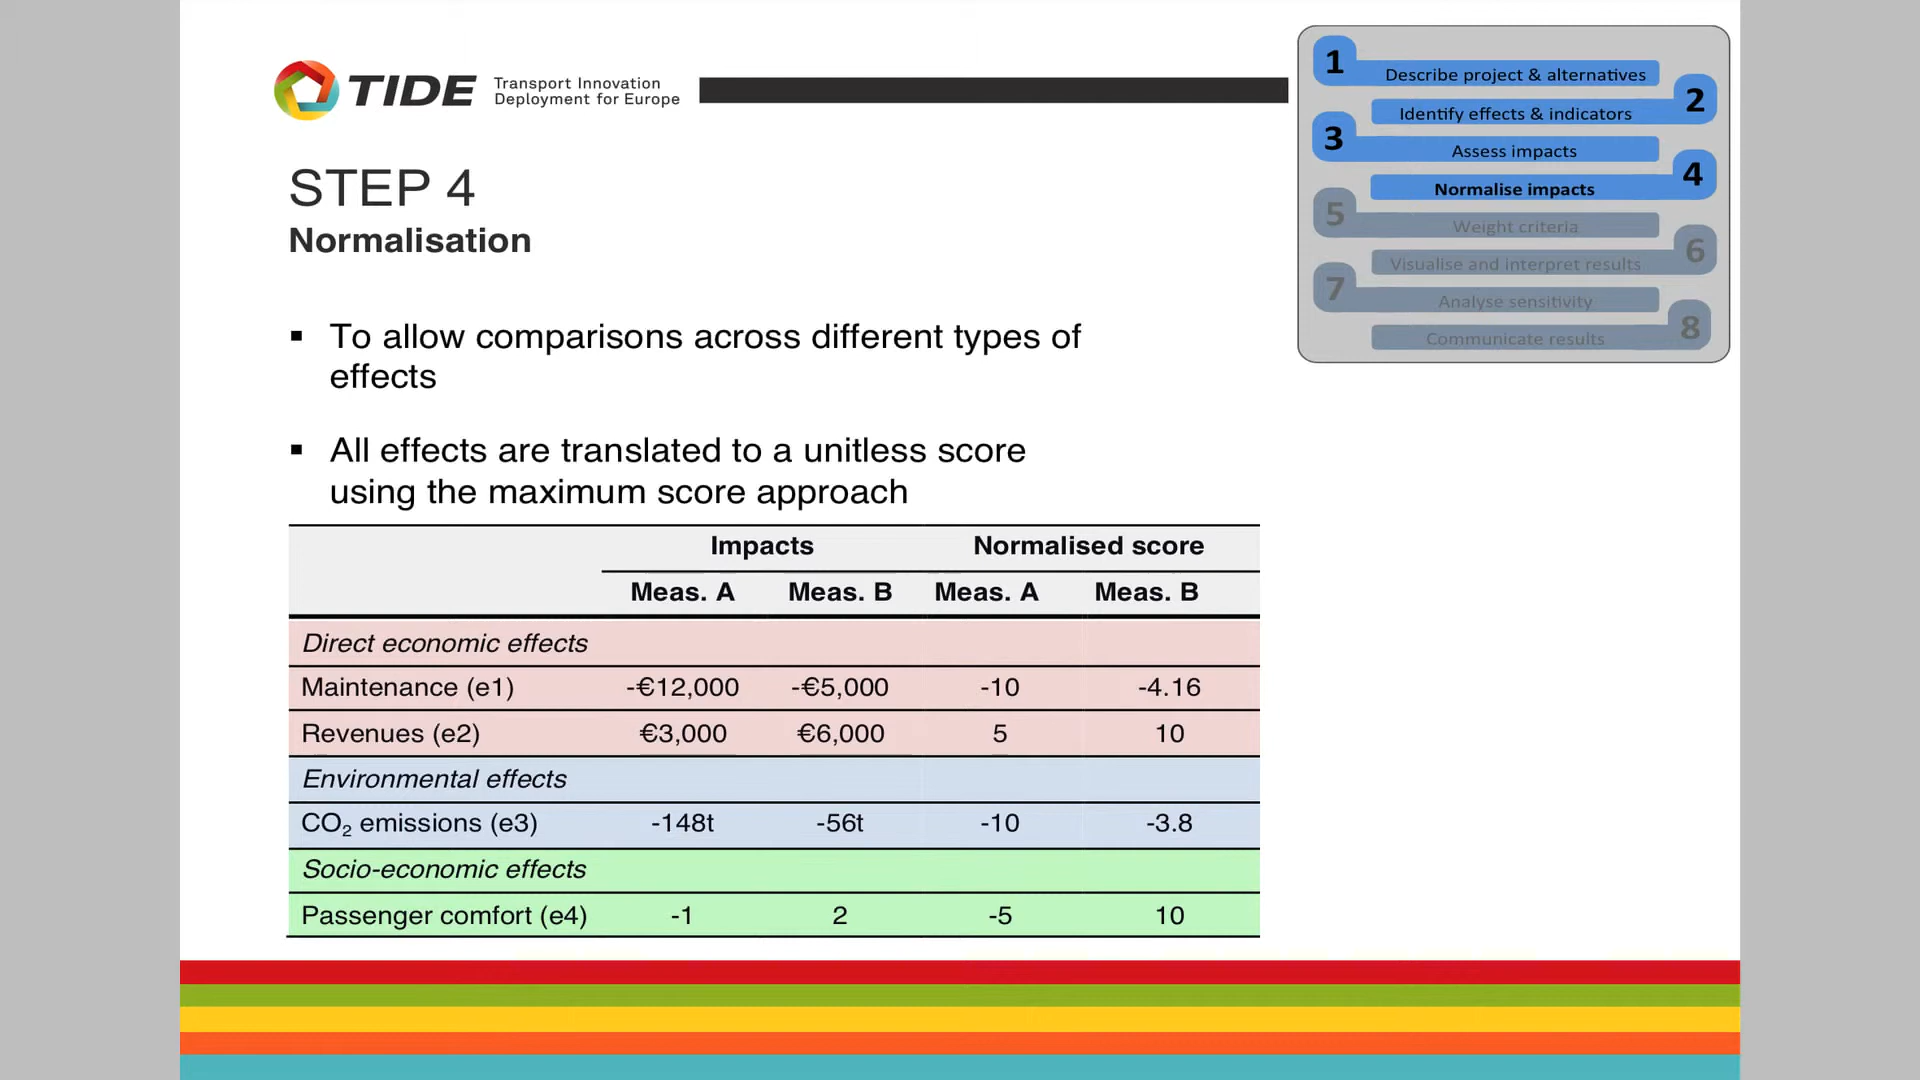 TIDE
Transport Innovation
Deployment for Europe
1
Describe project & alternatives
2
Identify effects & indicators
3
Assess impacts
4
Normalise impacts
5
Weight criteria
6
Visualise and interpret results
7
Analyse sensitivity
8
Communicate results
STEP 4
Normalisation
▪ To allow comparisons across different types of
effects
▪ All effects are translated to a unitless score
using the maximum score approach
Impacts Normalised score
Meas. A Meas. B Meas. A Meas. B
Direct economic effects
Maintenance (e1) -€12,000 -€5,000 -10 -4.16
Revenues (e2) €3,000 €6,000 5 10
Environmental effects
CO₂ emissions (e3) -148t -56t -10 -3.8
Socio-economic effects
Passenger comfort (e4) -1 2 -5 10